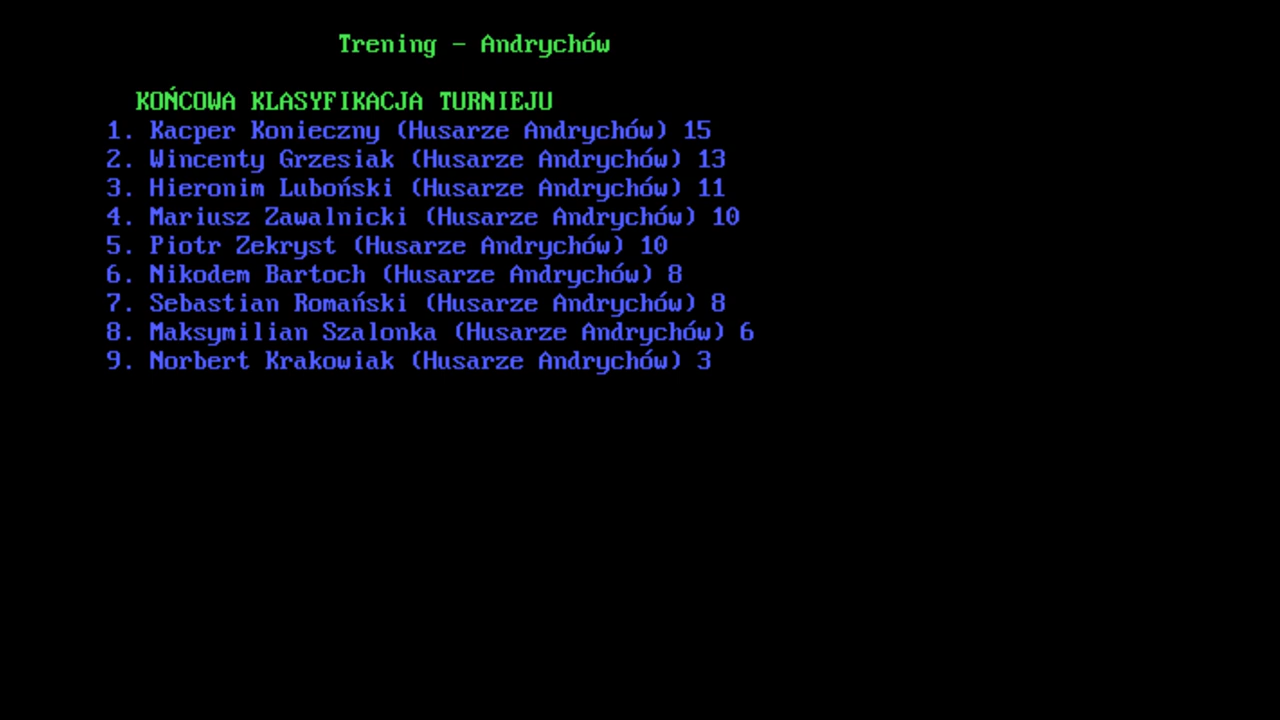 Trening - Andrychów
KOŃCOWA KLASYFIKACJA TURNIEJU
1. Kacper Konieczny (Husarze Andrychów) 15
2. Wincenty Grzesiak (Husarze Andrychów) 13
3. Hieronim Luboński (Husarze Andrychów) 11
4. Mariusz Zawalnicki (Husarze Andrychów) 10
5. Piotr Zekryst (Husarze Andrychów) 10
6. Nikodem Bartoch (Husarze Andrychów) 8
7. Sebastian Romański (Husarze Andrychów) 8
8. Maksymilian Szalonka (Husarze Andrychów) 6
9. Norbert Krakowiak (Husarze Andrychów) 3